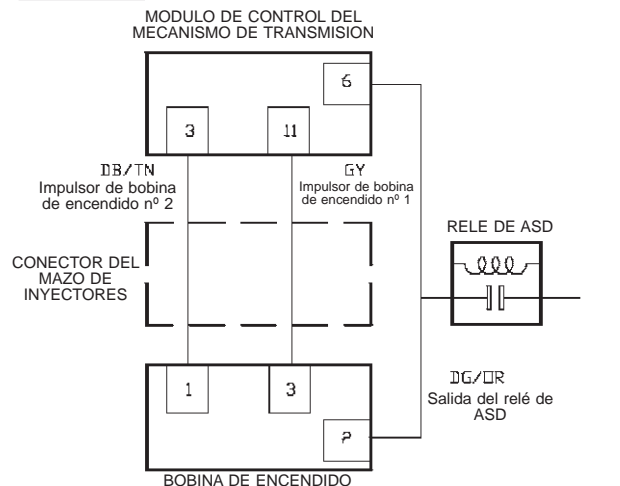 MODULO DE CONTROL DEL
MECANISMO DE TRANSMISION
6
3
11
DB/TN
Impulsor de bobina
de encendido nº 2
GY
Impulsor de bobina
de encendido nº 1
RELE DE ASD
CONECTOR DEL
MAZO DE
INYECTORES
DG/OR
Salida del relé de
ASD
1
3
2
BOBINA DE ENCENDIDO